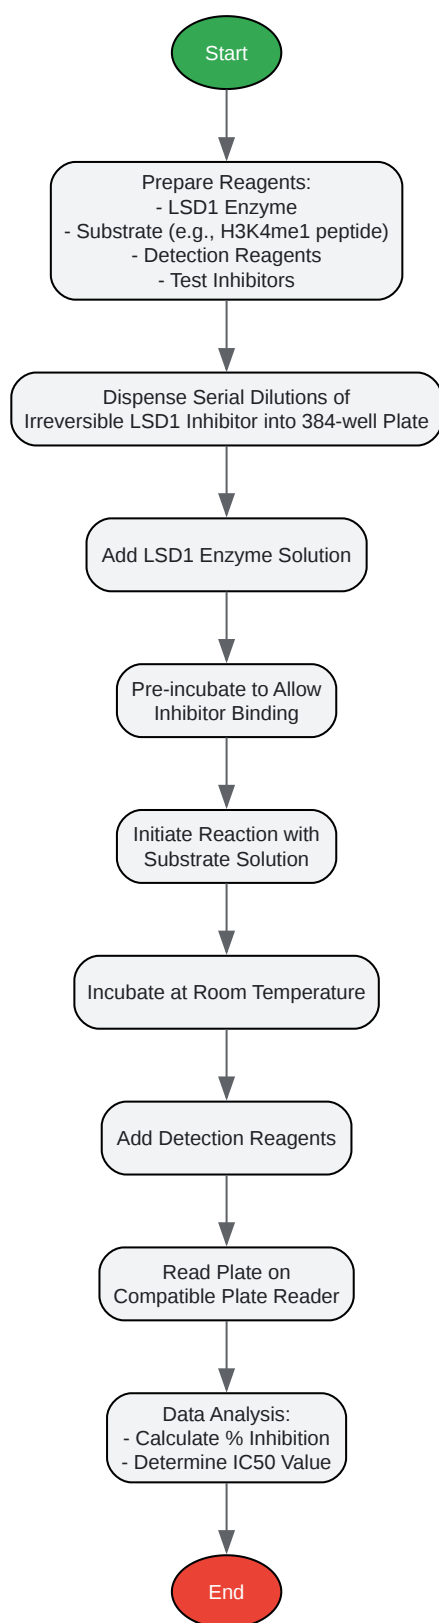 Start
Prepare Reagents:
- LSD1 Enzyme
- Substrate (e.g., H3K4me1 peptide)
- Detection Reagents
- Test Inhibitors
Dispense Serial Dilutions of
Irreversible LSD1 Inhibitor into 384-well Plate
Add LSD1 Enzyme Solution
Pre-incubate to Allow
Inhibitor Binding
Initiate Reaction with
Substrate Solution
Incubate at Room Temperature
Add Detection Reagents
Read Plate on
Compatible Plate Reader
Data Analysis:
- Calculate % Inhibition
- Determine IC50 Value
End